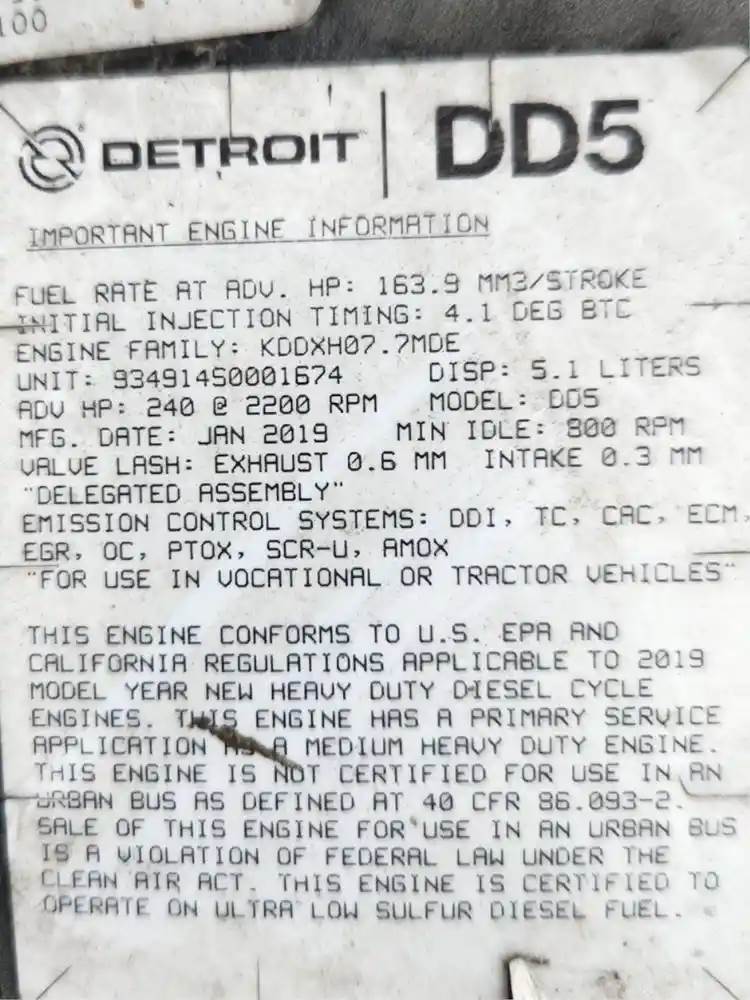 100
DETROIT DD5
IMPORTANT ENGINE INFORMATION
FUEL RATE AT ADV. HP: 163.9 MM3/STROKE
INITIAL INJECTION TIMING: 4.1 DEG BTC
ENGINE FAMILY: KDDXH07.7MDE
UNIT: 934914S0001674 DISP: 5.1 LITERS
ADV HP: 240 @ 2200 RPM MODEL: DD5
MFG. DATE: JAN 2019 MIN IDLE: 800 RPM
VALVE LASH: EXHAUST 0.6 MM INTAKE 0.3 MM
"DELEGATED ASSEMBLY"
EMISSION CONTROL SYSTEMS: DDI, TC, CAC, ECM,
EGR, OC, PTOX, SCR-U, AMOX
"FOR USE IN VOCATIONAL OR TRACTOR VEHICLES"
THIS ENGINE CONFORMS TO U.S. EPA AND
CALIFORNIA REGULATIONS APPLICABLE TO 2019
MODEL YEAR NEW HEAVY DUTY DIESEL CYCLE
ENGINES. THIS ENGINE HAS A PRIMARY SERVICE
APPLICATION AS A MEDIUM HEAVY DUTY ENGINE.
THIS ENGINE IS NOT CERTIFIED FOR USE IN AN
URBAN BUS AS DEFINED AT 40 CFR 86.093-2.
SALE OF THIS ENGINE FOR USE IN AN URBAN BUS
IS A VIOLATION OF FEDERAL LAW UNDER THE
CLEAN AIR ACT. THIS ENGINE IS CERTIFIED TO
OPERATE ON ULTRA LOW SULFUR DIESEL FUEL.